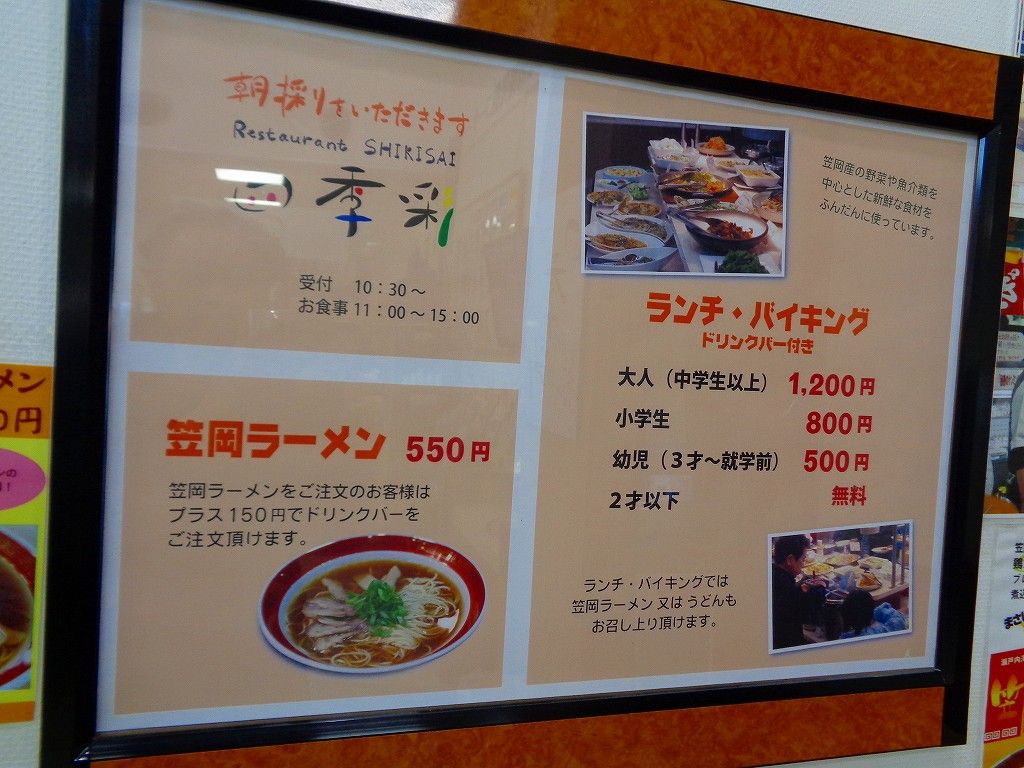 朝採りをいただきます
Restaurant SHIKISAI
四季彩
受付 10:30～
お食事 11:00～15:00
笠岡ラーメン 550円
笠岡ラーメンをご注文のお客様は
プラス150円でドリンクバーを
ご注文頂けます。
笠岡産の野菜や魚介類を
中心とした新鮮な食材を
ふんだんに使っています。
ランチ・バイキング
ドリンクバー付き
大人（中学生以上） 1,200円
小学生 800円
幼児（3才～就学前） 500円
2才以下 無料
ランチ・バイキングでは
笠岡ラーメン 又は うどんも
お召し上り頂けます。
メン
0円